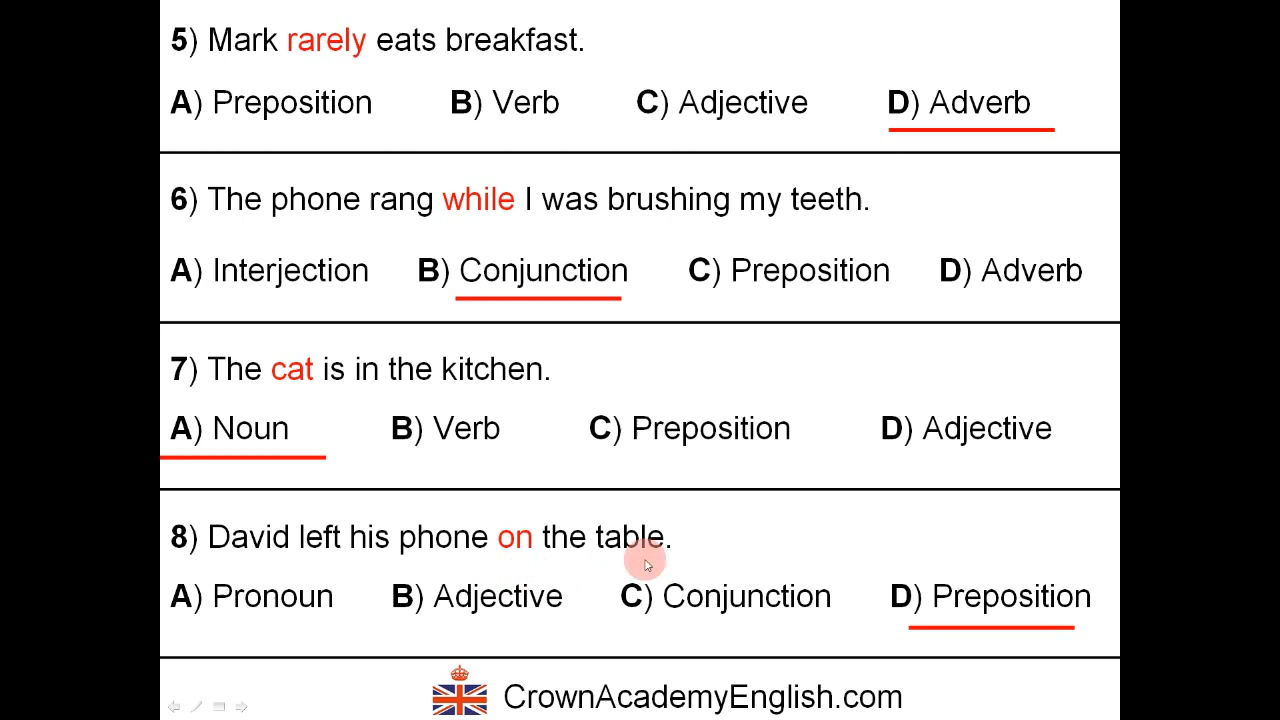 5) Mark rarely eats breakfast.
A) Preposition B) Verb C) Adjective D) Adverb
6) The phone rang while I was brushing my teeth.
A) Interjection B) Conjunction C) Preposition D) Adverb
7) The cat is in the kitchen.
A) Noun B) Verb C) Preposition D) Adjective
8) David left his phone on the table.
A) Pronoun B) Adjective C) Conjunction D) Preposition
CrownAcademyEnglish.com